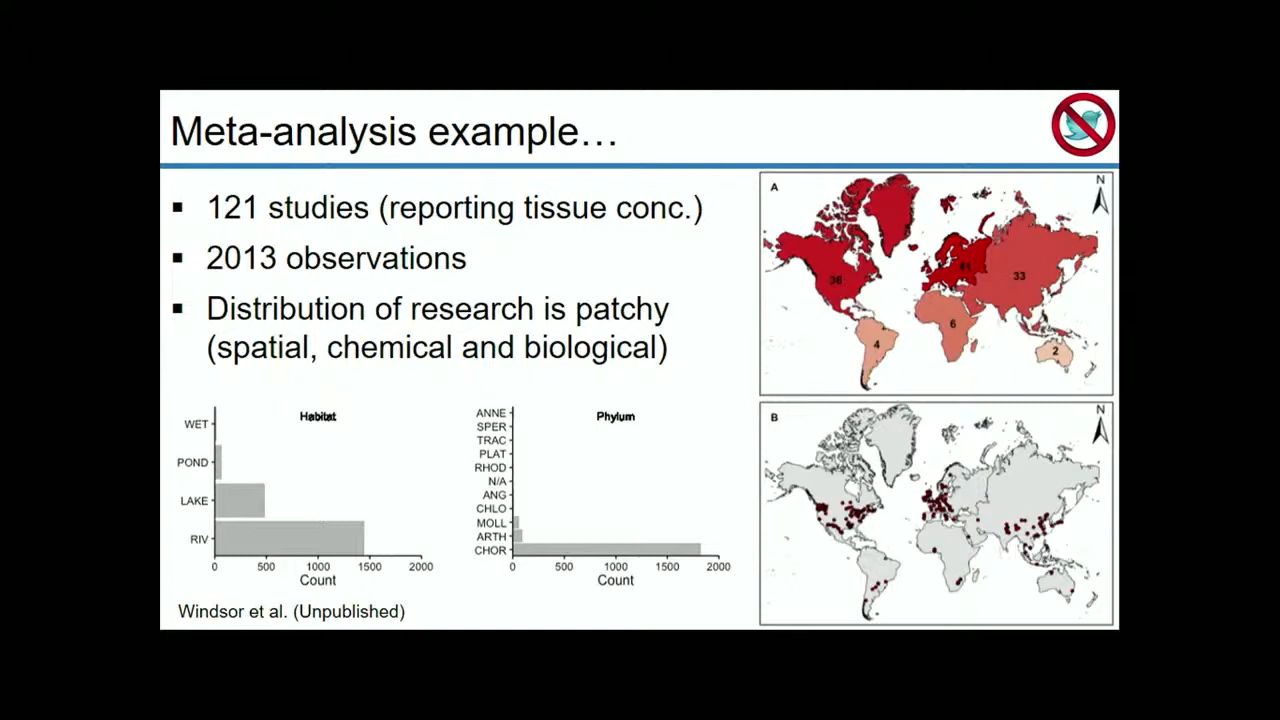 Meta-analysis example…
▪ 121 studies (reporting tissue conc.)
▪ 2013 observations
▪ Distribution of research is patchy
(spatial, chemical and biological)
A
N
36
41
33
6
4
2
Habitat
WET
POND
LAKE
RIV
0 500 1000 1500 2000
Count
Phylum
ANNE
SPER
TRAC
PLAT
RHOD
N/A
ANG
CHLO
MOLL
ARTH
CHOR
0 500 1000 1500 2000
Count
B
N
Windsor et al. (Unpublished)